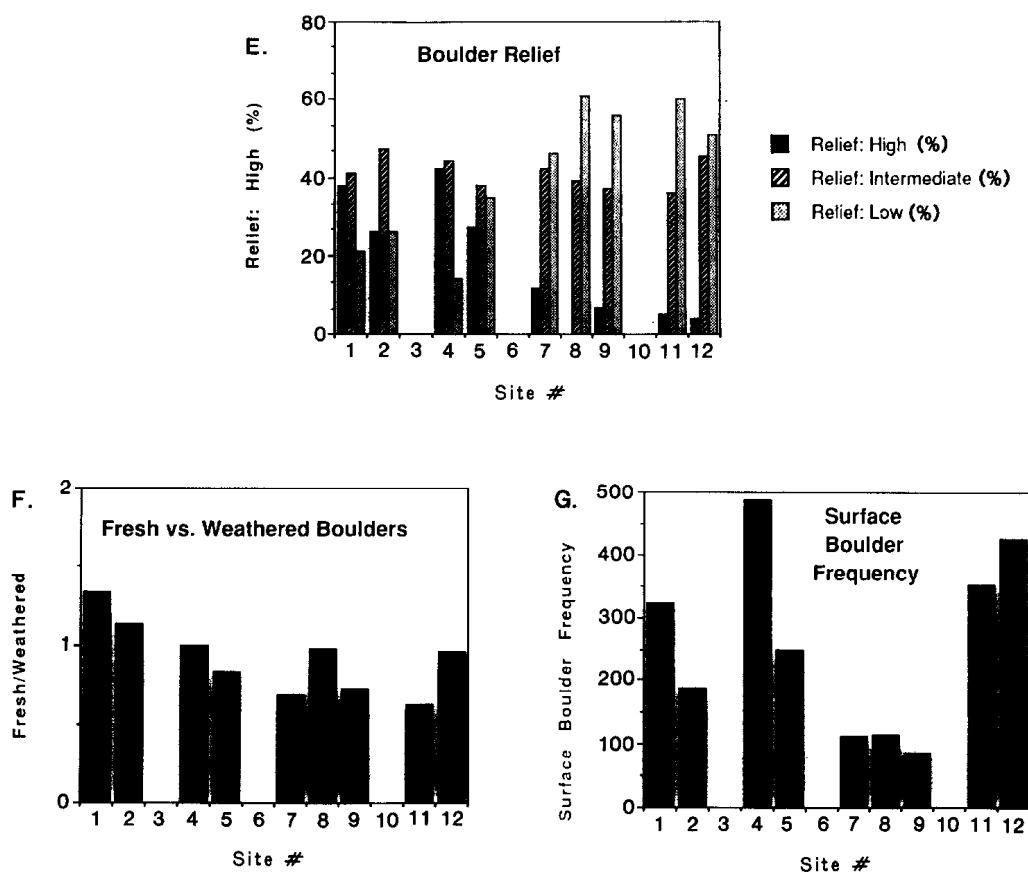 E.
Boulder Relief
Relief: High (%)
80
60
40
20
0
1 2 3 4 5 6 7 8 9 10 11 12
Site #
Relief: High (%)
Relief: Intermediate (%)
Relief: Low (%)
F.
Fresh vs. Weathered Boulders
Fresh/Weathered
2
1
0
1 2 3 4 5 6 7 8 9 10 11 12
Site #
G.
Surface
Boulder
Frequency
Surface Boulder Frequency
500
400
300
200
100
0
1 2 3 4 5 6 7 8 9 10 11 12
Site #